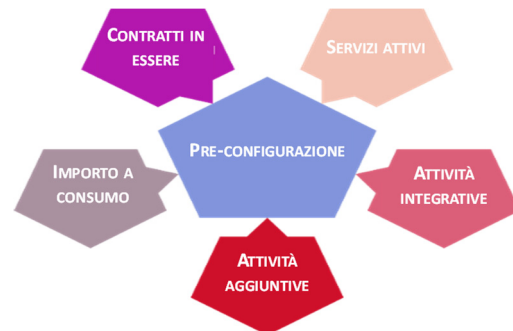 CONTRATTI IN
ESSERE
SERVIZI ATTIVI
PRE-CONFIGURAZIONE
IMPORTO A
CONSUMO
ATTIVITÀ
INTEGRATIVE
ATTIVITÀ
AGGIUNTIVE